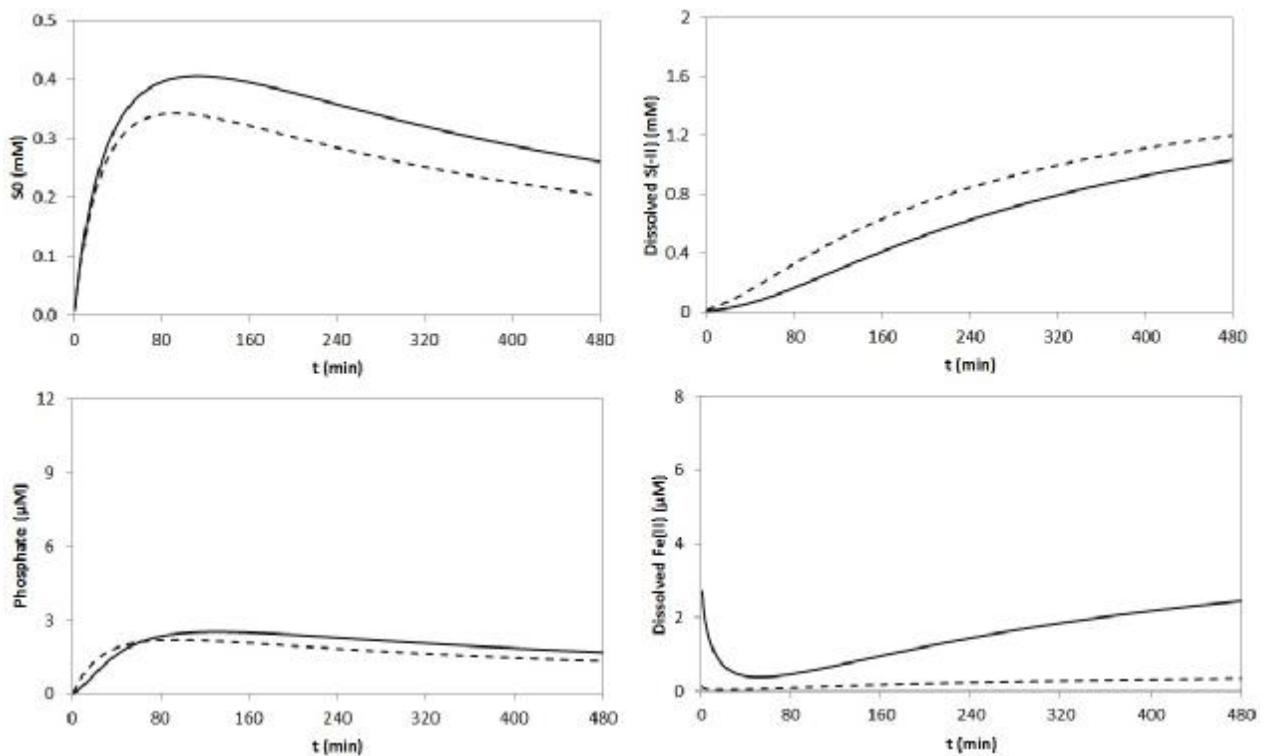 0.5
0.4
0.3
0.2
0.1
0.0
S0 (mM)
0 80 160 240 320 400 480
t (min)
2
1.6
1.2
0.8
0.4
0
Dissolved S(-II) (mM)
0 80 160 240 320 400 480
t (min)
12
9
6
3
0
Phosphate (µM)
0 80 160 240 320 400 480
t (min)
8
6
4
2
0
Dissolved Fe(II) (µM)
0 80 160 240 320 400 480
t (min)